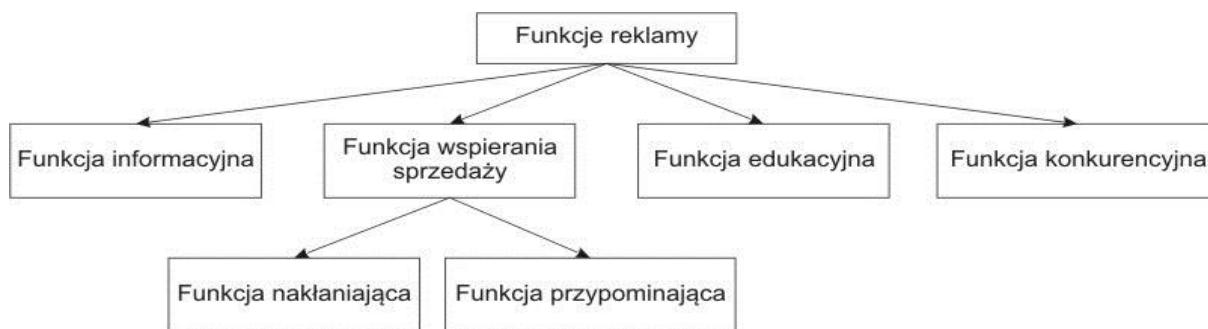 Funkcje reklamy
Funkcja informacyjna
Funkcja wspierania
sprzedaży
Funkcja edukacyjna
Funkcja konkurencyjna
Funkcja nakłaniająca
Funkcja przypominająca